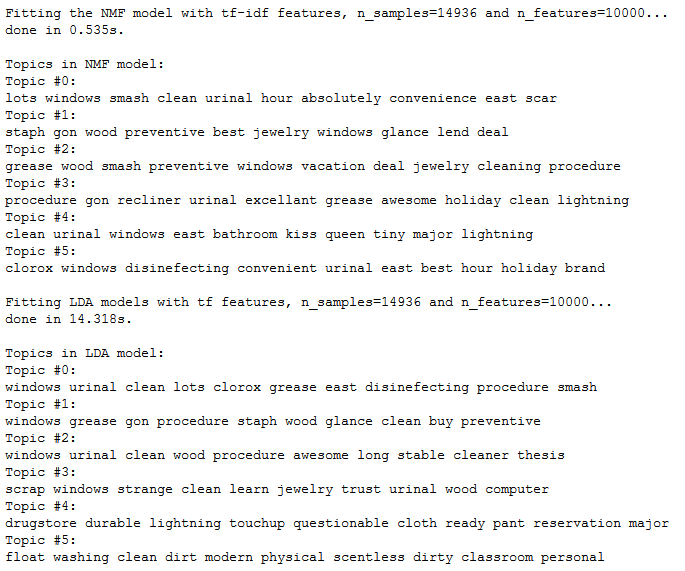 Fitting the NMF model with tf-idf features, n_samples=14936 and n_features=10000...
done in 0.535s.
Topics in NMF model:
Topic #0:
lots windows smash clean urinal hour absolutely convenience east scar
Topic #1:
staph gon wood preventive best jewelry windows glance lend deal
Topic #2:
grease wood smash preventive windows vacation deal jewelry cleaning procedure
Topic #3:
procedure gon recliner urinal excellant grease awesome holiday clean lightning
Topic #4:
clean urinal windows east bathroom kiss queen tiny major lightning
Topic #5:
clorox windows disinefecting convenient urinal east best hour holiday brand
Fitting LDA models with tf features, n_samples=14936 and n_features=10000...
done in 14.318s.
Topics in LDA model:
Topic #0:
windows urinal clean lots clorox grease east disinefecting procedure smash
Topic #1:
windows grease gon procedure staph wood glance clean buy preventive
Topic #2:
windows urinal clean wood procedure awesome long stable cleaner thesis
Topic #3:
scrap windows strange clean learn jewelry trust urinal wood computer
Topic #4:
drugstore durable lightning touchup questionable cloth ready pant reservation major
Topic #5:
float washing clean dirt modern physical scentless dirty classroom personal